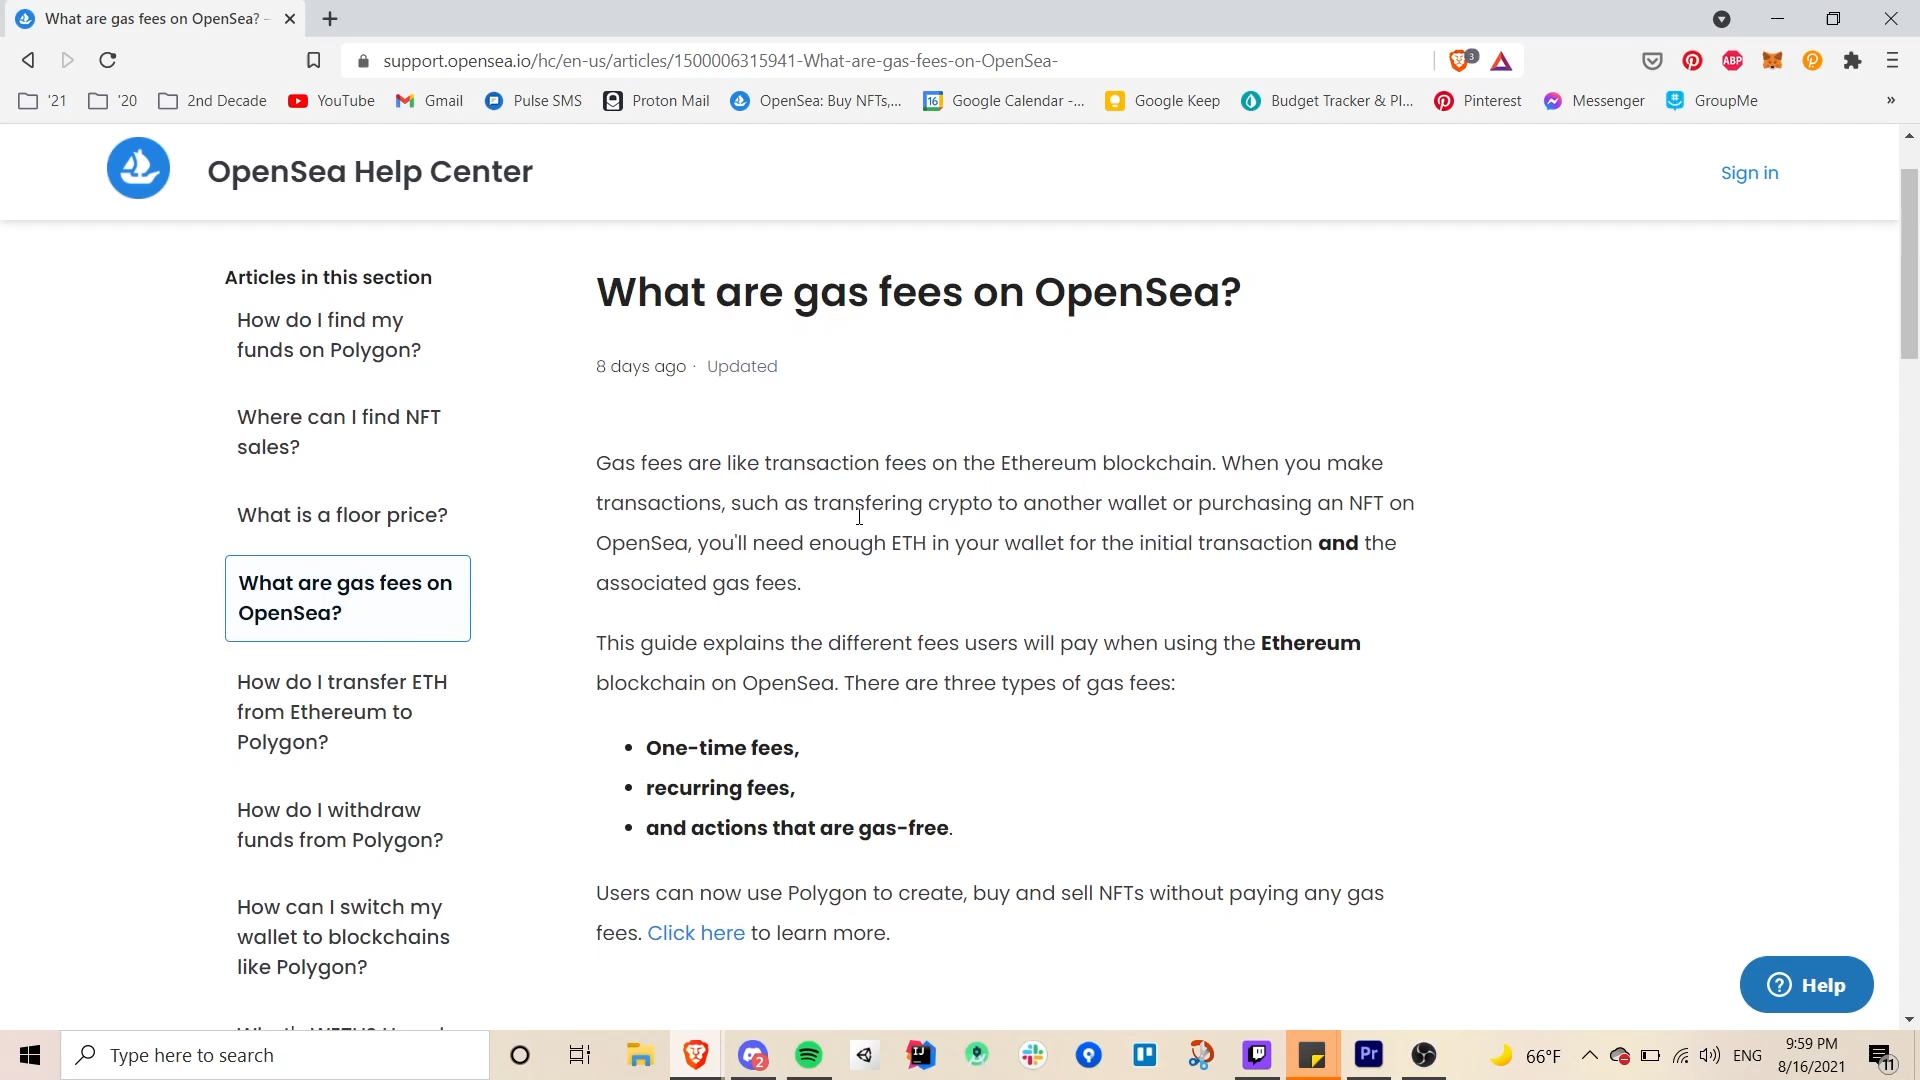 What are gas fees on OpenSea? -
support.opensea.io/hc/en-us/articles/1500006315941-What-are-gas-fees-on-OpenSea-
3
ABP
'21
'20
2nd Decade
YouTube
Gmail
Pulse SMS
Proton Mail
OpenSea: Buy NFTs,...
16
Google Calendar -...
Google Keep
Budget Tracker & Pl...
Pinterest
Messenger
GroupMe
»
OpenSea Help Center
Sign in
Articles in this section
How do I find my
funds on Polygon?
Where can I find NFT
sales?
What is a floor price?
What are gas fees on
OpenSea?
How do I transfer ETH
from Ethereum to
Polygon?
How do I withdraw
funds from Polygon?
How can I switch my
wallet to blockchains
like Polygon?
What are gas fees on OpenSea?
8 days ago · Updated
Gas fees are like transaction fees on the Ethereum blockchain. When you make
transactions, such as transfering crypto to another wallet or purchasing an NFT on
OpenSea, you'll need enough ETH in your wallet for the initial transaction and the
associated gas fees.
This guide explains the different fees users will pay when using the Ethereum
blockchain on OpenSea. There are three types of gas fees:
• One-time fees,
• recurring fees,
• and actions that are gas-free.
Users can now use Polygon to create, buy and sell NFTs without paying any gas
fees. Click here to learn more.
? Help
Type here to search
2
IJ
Pr
66°F
ENG
9:59 PM
8/16/2021
11